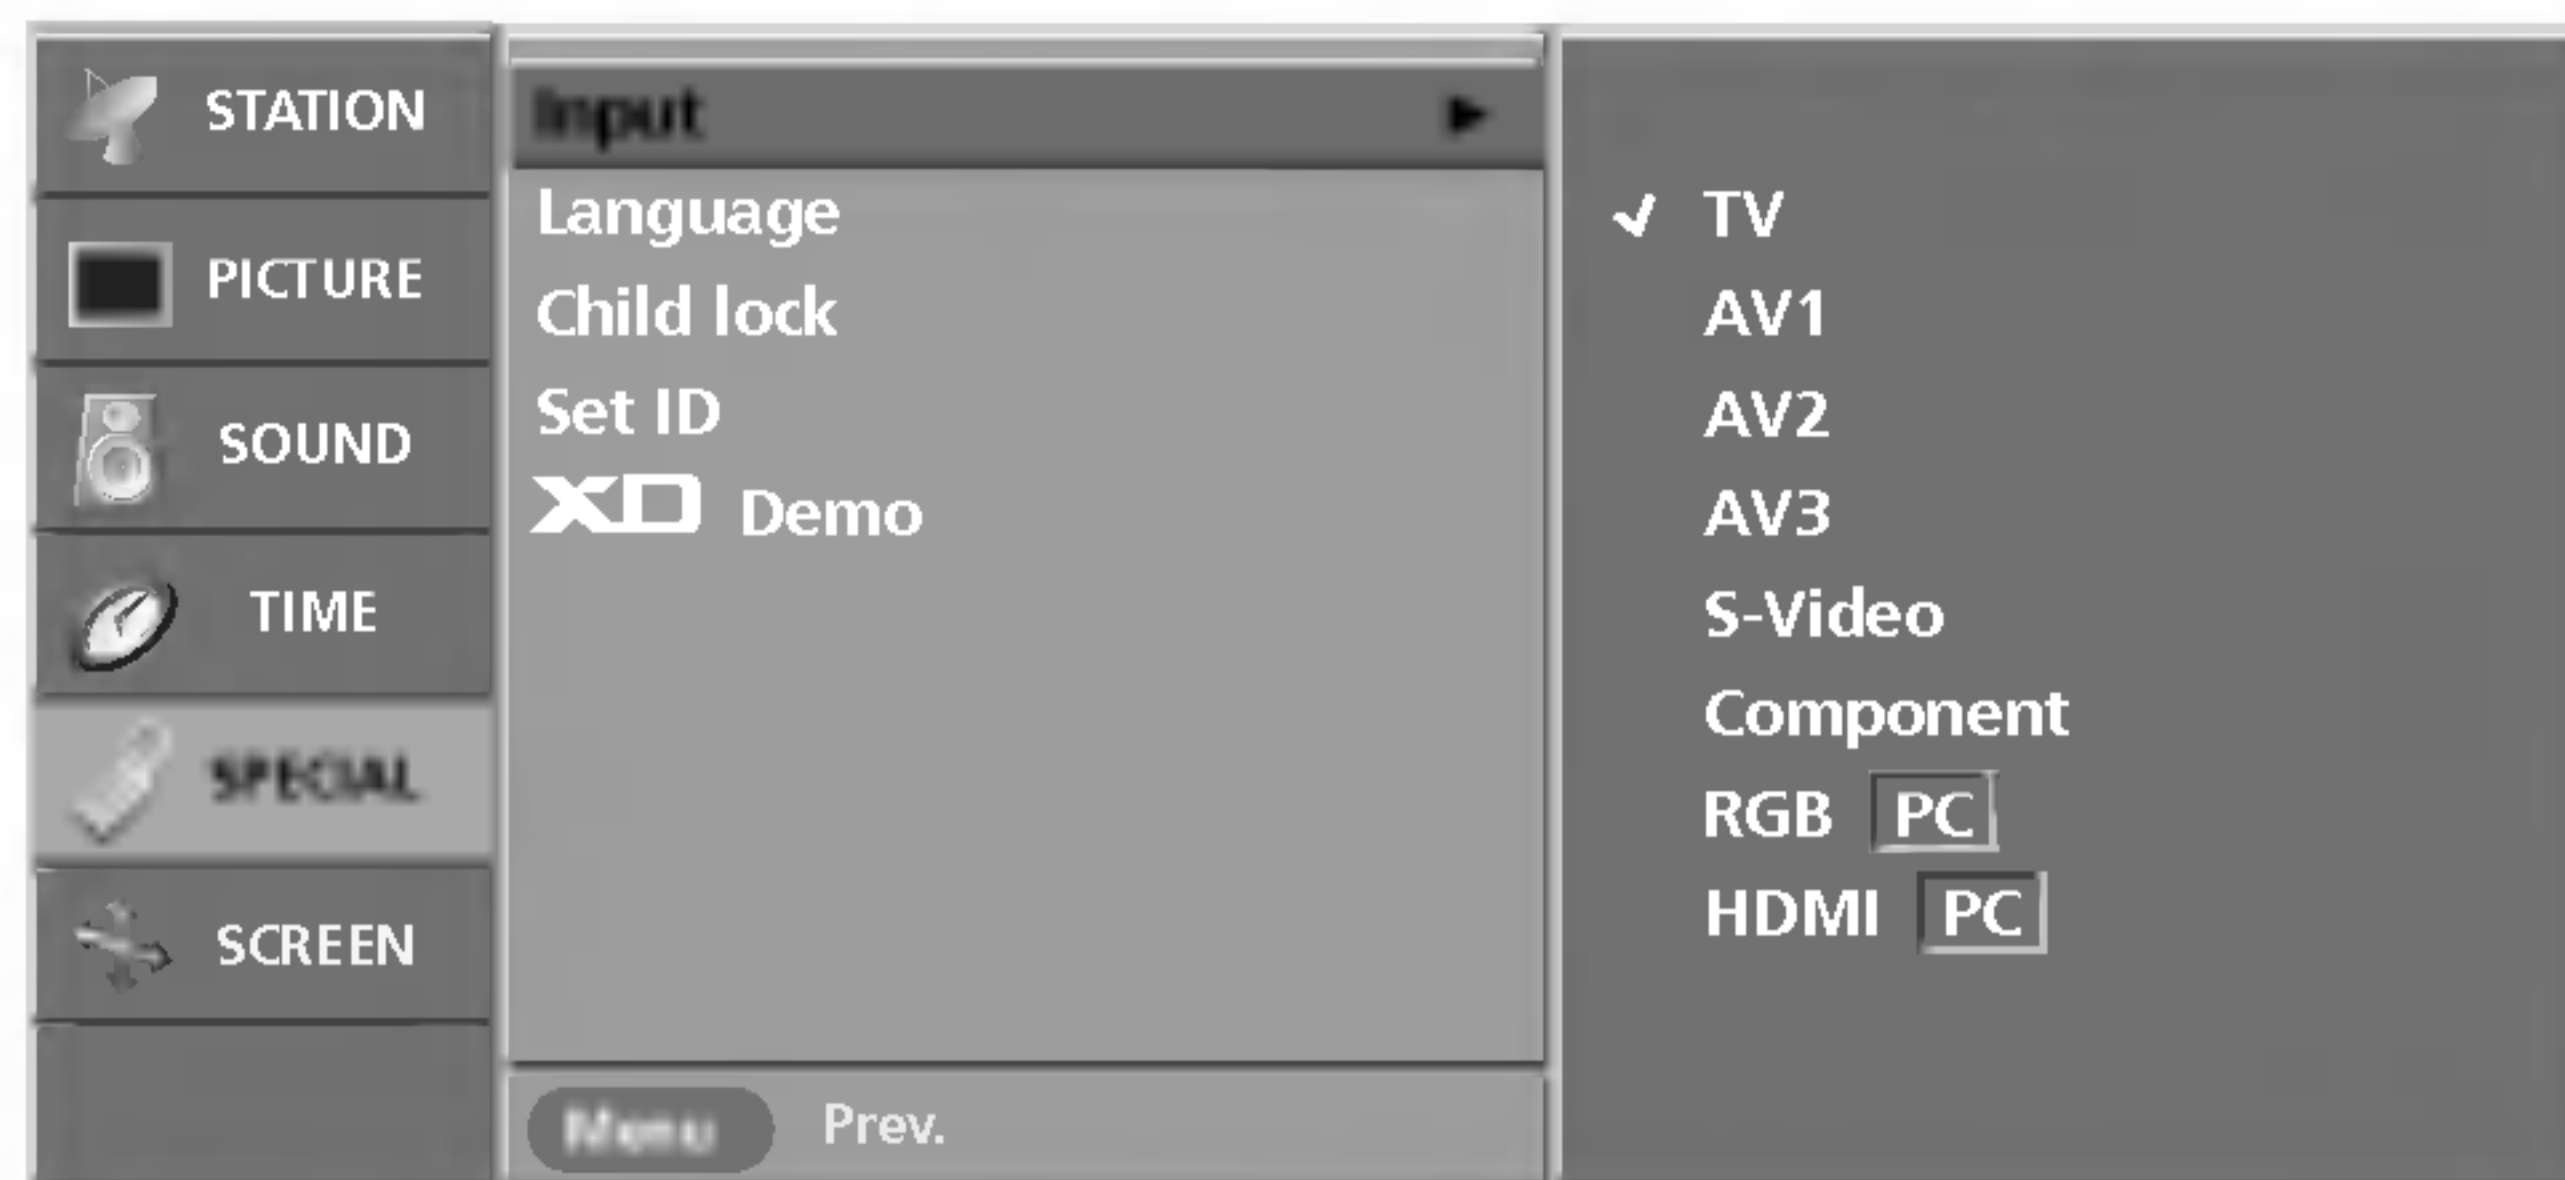 STATION
PICTURE
SOUND
TIME
SPECIAL
SCREEN
Input
Language
Child lock
Set ID
XD Demo
Menu Prev.
TV
AV1
AV2
AV3
S-Video
Component
RGB PC
HDMI PC